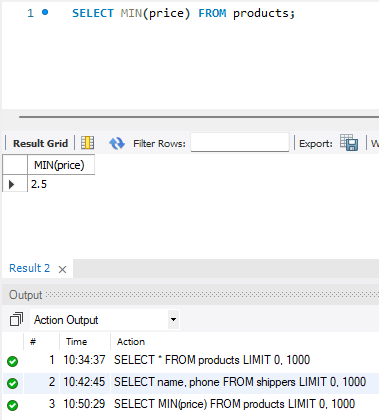 1 SELECT MIN(price) FROM products;
Result Grid Filter Rows: Export: W
MIN(price)
2.5
Result 2
Output
Action Output
# Time Action
1 10:34:37 SELECT * FROM products LIMIT 0, 1000
2 10:42:45 SELECT name, phone FROM shippers LIMIT 0, 1000
3 10:50:29 SELECT MIN(price) FROM products LIMIT 0, 1000